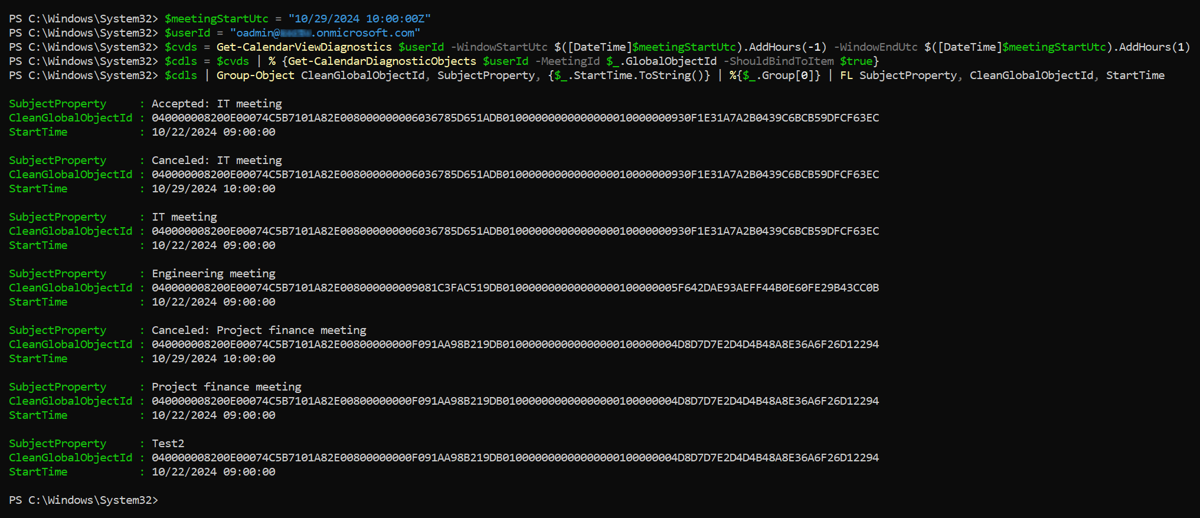 PS C:\Windows\System32> $meetingStartUtc = "10/29/2024 10:00:00Z"
PS C:\Windows\System32> $userId = "oadmin@.onmicrosoft.com"
PS C:\Windows\System32> $cvds = Get-CalendarViewDiagnostics $userId -WindowStartUtc $([DateTime]$meetingStartUtc).AddHours(-1) -WindowEndUtc $([DateTime]$meetingStartUtc).AddHours(1)
PS C:\Windows\System32> $cdls = $cvds | % {Get-CalendarDiagnosticObjects $userId -MeetingId $_.GlobalObjectId -ShouldBindToItem $true}
PS C:\Windows\System32> $cdls | Group-Object CleanGlobalObjectId, SubjectProperty, {$_.StartTime.ToString()} | %{$_.Group[0]} | FL SubjectProperty, CleanGlobalObjectId, StartTime
SubjectProperty : Accepted: IT meeting
CleanGlobalObjectId : 040000008200E00074C5B7101A82E008000000006036785D651ADB010000000000000000100000000930F1E31A7A2B0439C6BCB59DFCF63EC
StartTime : 10/22/2024 09:00:00
SubjectProperty : Canceled: IT meeting
CleanGlobalObjectId : 040000008200E00074C5B7101A82E008000000006036785D651ADB010000000000000000100000000930F1E31A7A2B0439C6BCB59DFCF63EC
StartTime : 10/29/2024 10:00:00
SubjectProperty : IT meeting
CleanGlobalObjectId : 040000008200E00074C5B7101A82E008000000006036785D651ADB010000000000000000100000000930F1E31A7A2B0439C6BCB59DFCF63EC
StartTime : 10/22/2024 09:00:00
SubjectProperty : Engineering meeting
CleanGlobalObjectId : 040000008200E00074C5B7101A82E008000000009081C3FAC519DB0100000000000000001000000005F642DAE93AEFF44B0E60FE29B43CC0B
StartTime : 10/22/2024 09:00:00
SubjectProperty : Canceled: Project finance meeting
CleanGlobalObjectId : 040000008200E00074C5B7101A82E00800000000F091AA98B219DB010000000000000000100000004D8D7D7E2D4D4B48A8E36A6F26D12294
StartTime : 10/29/2024 10:00:00
SubjectProperty : Project finance meeting
CleanGlobalObjectId : 040000008200E00074C5B7101A82E00800000000F091AA98B219DB010000000000000000100000004D8D7D7E2D4D4B48A8E36A6F26D12294
StartTime : 10/22/2024 09:00:00
SubjectProperty : Test2
CleanGlobalObjectId : 040000008200E00074C5B7101A82E00800000000F091AA98B219DB010000000000000000100000004D8D7D7E2D4D4B48A8E36A6F26D12294
StartTime : 10/22/2024 09:00:00
PS C:\Windows\System32>